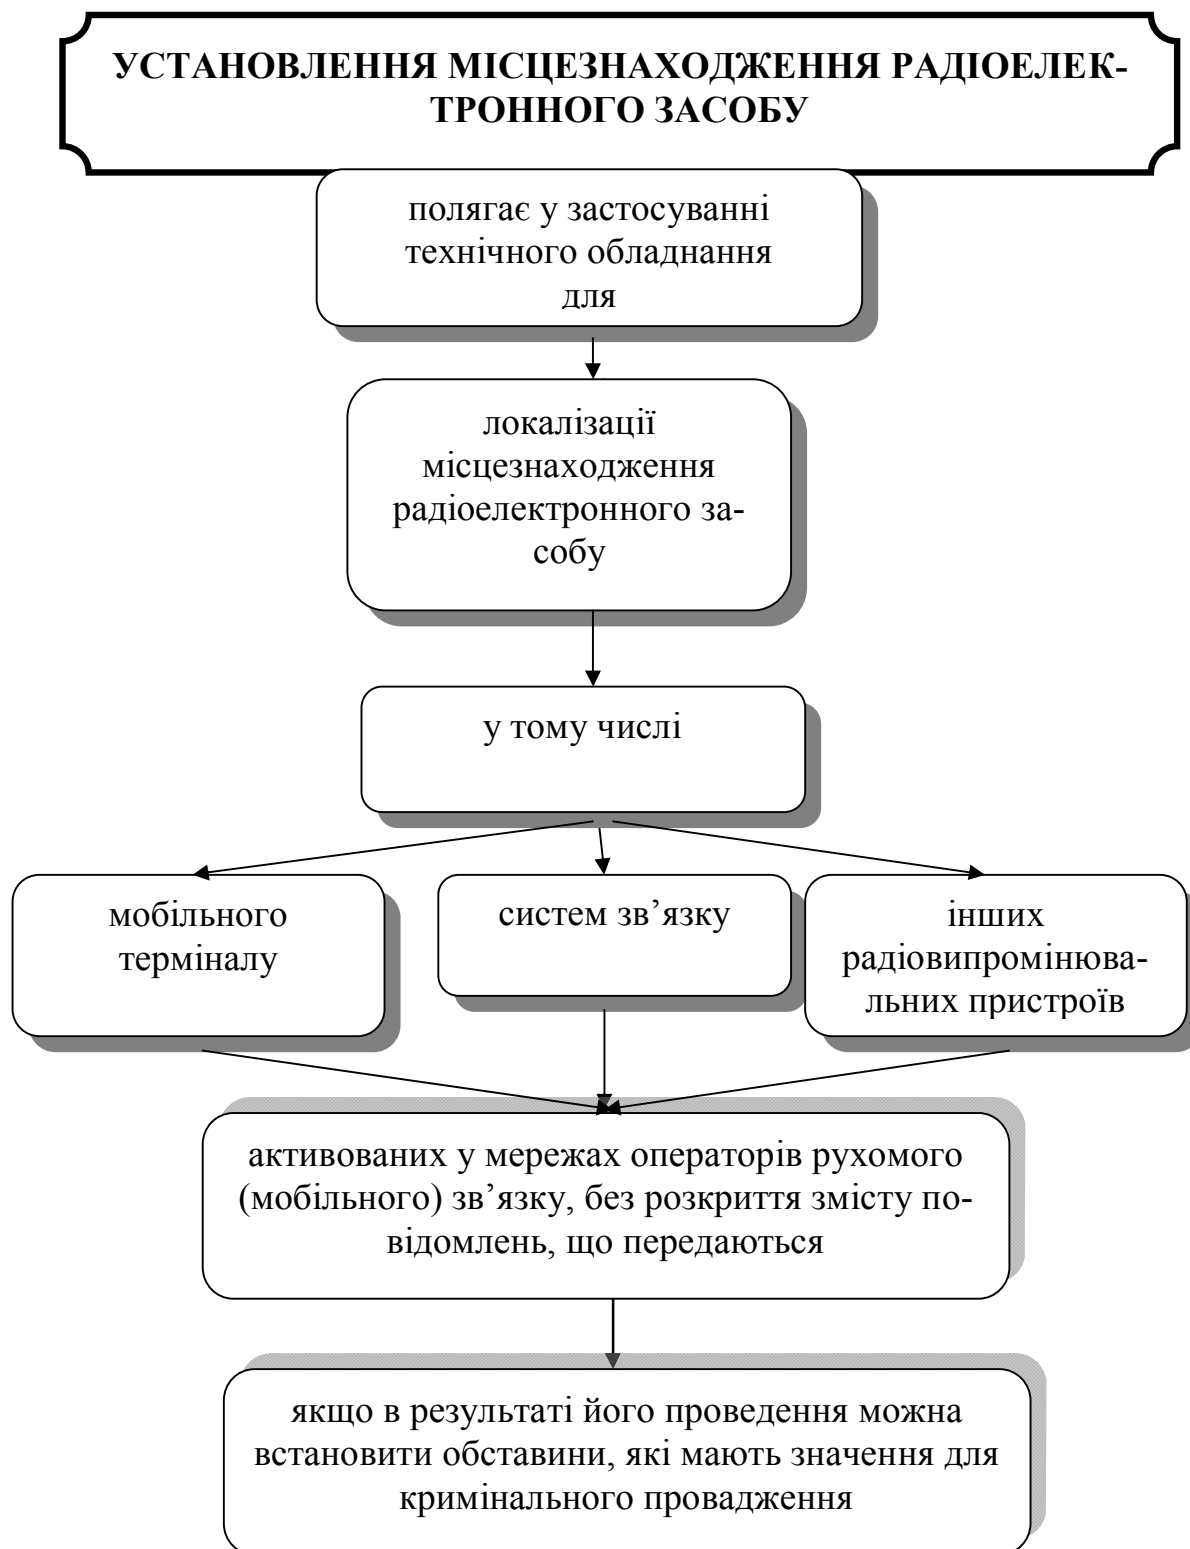 УСТАНОВЛЕННЯ МІСЦЕЗНАХОДЖЕННЯ РАДІОЕЛЕК-
ТРОННОГО ЗАСОБУ
полягає у застосуванні
технічного обладнання
для
локалізації
місцезнаходження
радіоелектронного за-
собу
у тому числі
мобільного
терміналу
систем зв’язку
інших
радіовипромінюва-
льних пристроїв
активованих у мережах операторів рухомого
(мобільного) зв’язку, без розкриття змісту по-
відомлень, що передаються
якщо в результаті його проведення можна
встановити обставини, які мають значення для
кримінального провадження